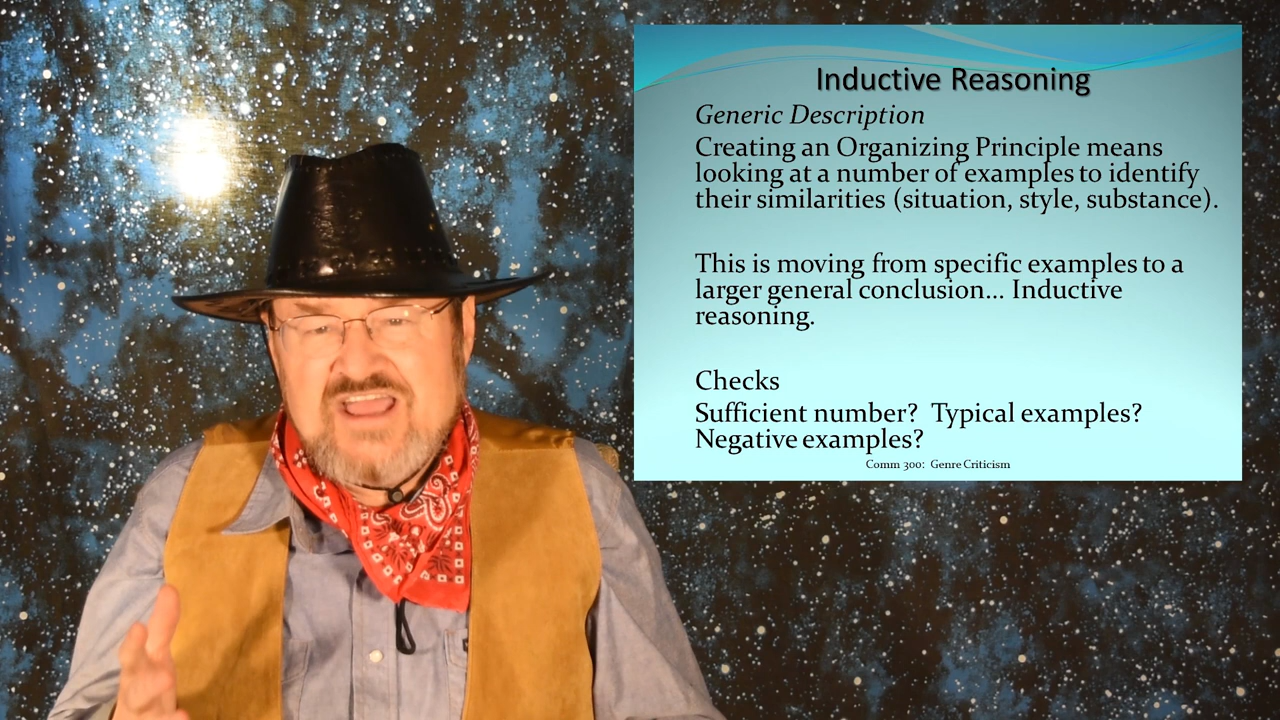 Inductive Reasoning
Generic Description
Creating an Organizing Principle means
looking at a number of examples to identify
their similarities (situation, style, substance).
This is moving from specific examples to a
larger general conclusion... Inductive
reasoning.
Checks
Sufficient number?  Typical examples?
Negative examples?
Comm 300:  Genre Criticism